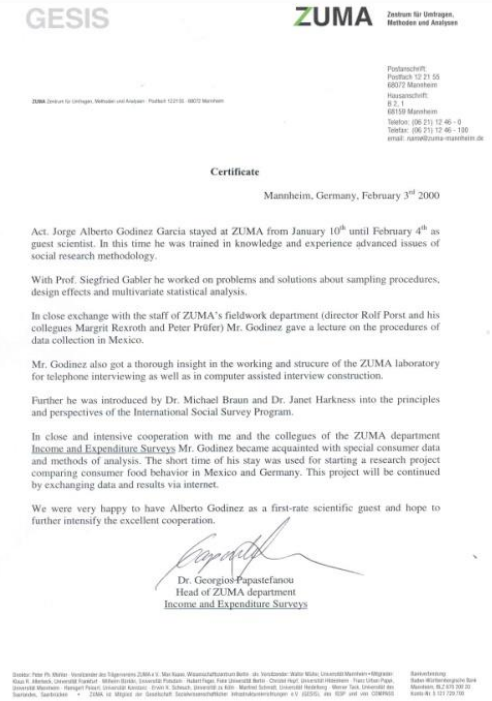 GESIS
ZUMA
Zentrum für Umfragen,
Methoden und Analysen
Postanschrift:
Postfach 12 21 55
68072 Mannheim
Hausanschrift:
B 2, 1
68159 Mannheim
Telefon: (06 21) 12 46 - 0
Telefax: (06 21) 12 46 - 100
ZUMA Zentrum für Umfragen, Methoden und Analysen · Postfach 122155 · 68072 Mannheim
Certificate
Mannheim, Germany, February 3rd 2000
Act. Jorge Alberto Godinez Garcia stayed at ZUMA from January 10th until February 4th as
guest scientist. In this time he was trained in knowledge and experience advanced issues of
social research methodology.
With Prof. Siegfried Gabler he worked on problems and solutions about sampling procedures,
design effects and multivariate statistical analysis.
In close exchange with the staff of ZUMA's fieldwork department (director Rolf Porst and his
colleagues Margrit Rexroth and Peter Prüfer) Mr. Godinez gave a lecture on the procedures of
data collection in Mexico.
Mr. Godinez also got a thorough insight in the working and strucure of the ZUMA laboratory
for telephone interviewing as well as in computer assisted interview construction.
Further he was introduced by Dr. Michael Braun and Dr. Janet Harkness into the principles
and perspectives of the International Social Survey Program.
In close and intensive cooperation with me and the collegues of the ZUMA department
Income and Expenditure Surveys Mr. Godinez became acquainted with special consumer data
and methods of analysis. The short time of his stay was used for starting a research project
comparing consumer food behavior in Mexico and Germany. This project will be continued
by exchanging data and results via internet.
We were very happy to have Alberto Godinez as a first-rate scientific guest and hope to
further intensify the excellent cooperation.
Dr. Georgios Papastefanou
Head of ZUMA department
Income and Expenditure Surveys